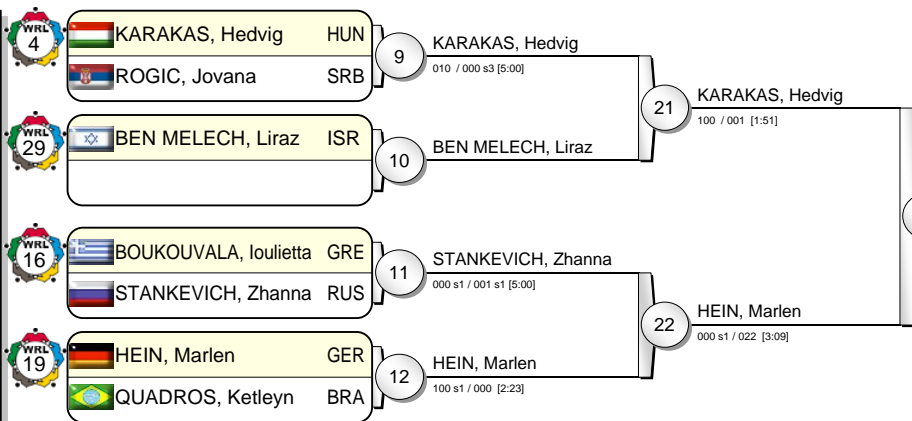 WRL 4
KARAKAS, Hedvig HUN
ROGIC, Jovana SRB
9
KARAKAS, Hedvig
010 / 000 s3 [5:00]
WRL 29
BEN MELECH, Liraz ISR
10
BEN MELECH, Liraz
21
KARAKAS, Hedvig
100 / 001 [1:51]
WRL 16
BOUKOUVALA, Ioulietta GRE
STANKEVICH, Zhanna RUS
11
STANKEVICH, Zhanna
000 s1 / 001 s1 [5:00]
WRL 19
HEIN, Marlen GER
QUADROS, Ketleyn BRA
12
HEIN, Marlen
100 s1 / 000 [2:23]
22
HEIN, Marlen
000 s1 / 022 [3:09]